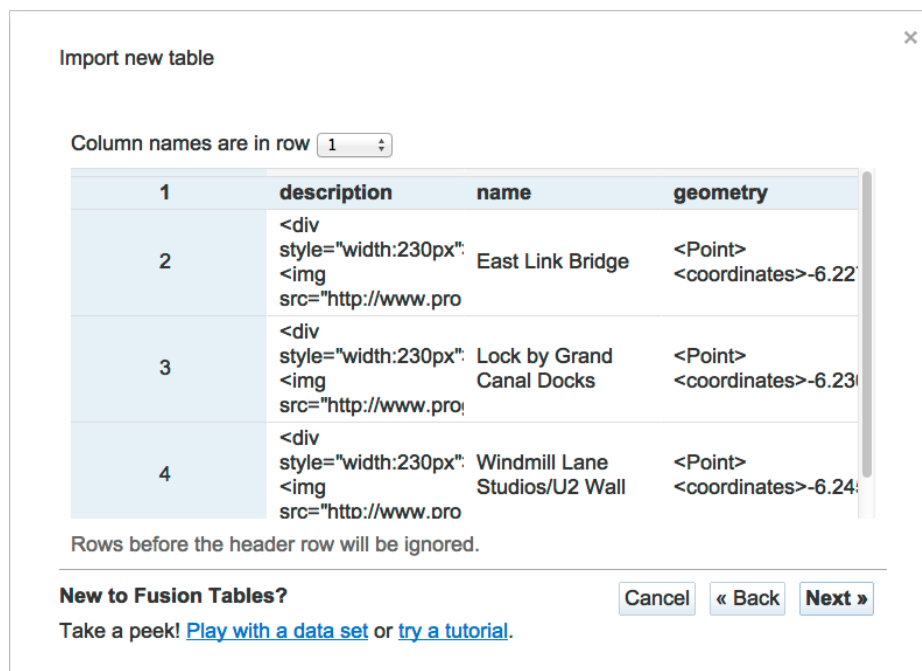 ×
Import new table
Column names are in row 1
1 description name geometry
2
<div
style="width:230px">
<img
src="http://www.pro
East Link Bridge
<Point>
<coordinates>-6.227
3
<div
style="width:230px"
<img
src="http://www.pro
Lock by Grand
Canal Docks
<Point>
<coordinates>-6.230
4
<div
style="width:230px"
<img
src="http://www.pro
Windmill Lane
Studios/U2 Wall
<Point>
<coordinates>-6.245
Rows before the header row will be ignored.
New to Fusion Tables?
Cancel « Back Next »
Take a peek! Play with a data set or try a tutorial.